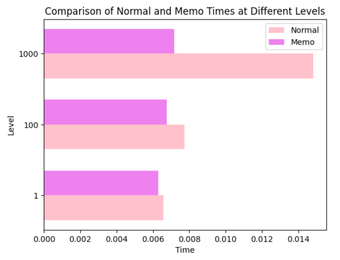 Comparison of Normal and Memo Times at Different Levels
Normal
Memo
1000
100
1
Level
0.000 0.002 0.004 0.006 0.008 0.010 0.012 0.014
Time